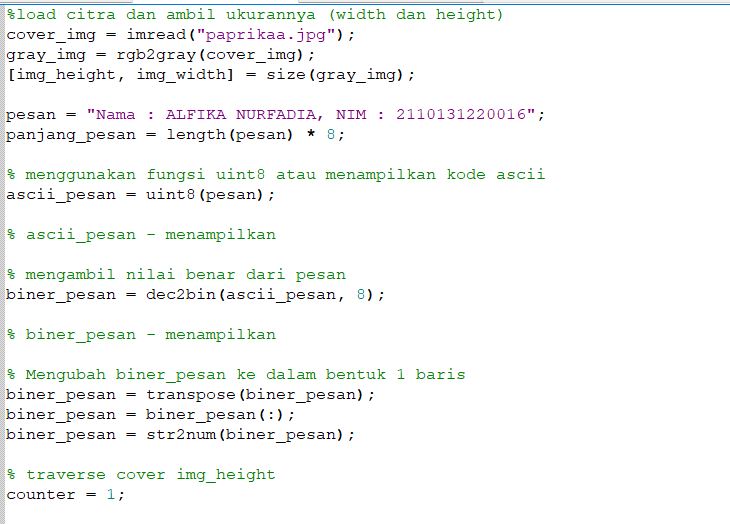 %load citra dan ambil ukurannya (width dan height)
cover_img = imread("paprikaa.jpg");
gray_img = rgb2gray(cover_img);
[img_height, img_width] = size(gray_img);
pesan = "Nama : ALFIKA NURFADIA, NIM : 2110131220016";
panjang_pesan = length(pesan) * 8;
% menggunakan fungsi uint8 atau menampilkan kode ascii
ascii_pesan = uint8(pesan);
% ascii_pesan - menampilkan
% mengambil nilai benar dari pesan
biner_pesan = dec2bin(ascii_pesan, 8);
% biner_pesan - menampilkan
% Mengubah biner_pesan ke dalam bentuk 1 baris
biner_pesan = transpose(biner_pesan);
biner_pesan = biner_pesan(:);
biner_pesan = str2num(biner_pesan);
% traverse cover img_height
counter = 1;